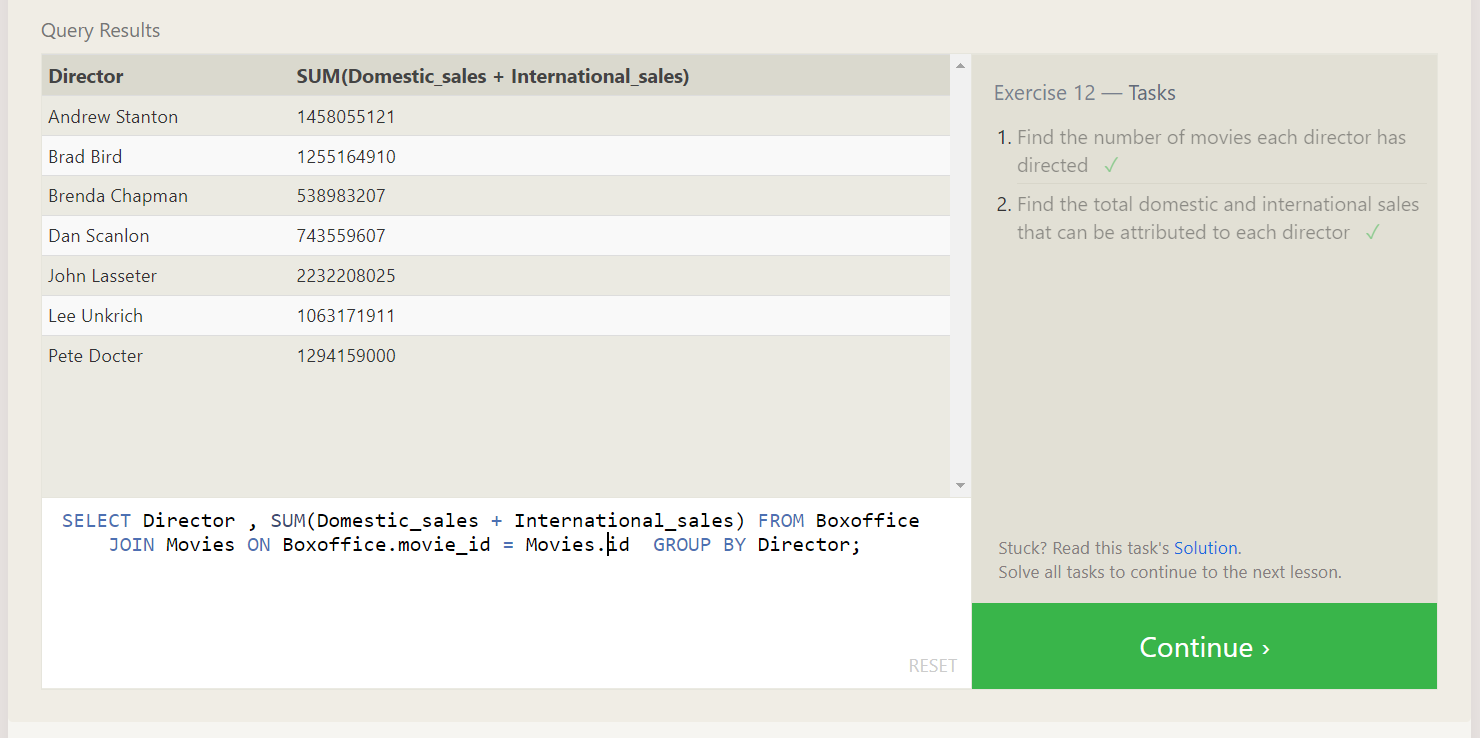 Query Results
Director SUM(Domestic_sales + International_sales)
Andrew Stanton 1458055121
Brad Bird 1255164910
Brenda Chapman 538983207
Dan Scanlon 743559607
John Lasseter 2232208025
Lee Unkrich 1063171911
Pete Docter 1294159000
SELECT Director , SUM(Domestic_sales + International_sales) FROM Boxoffice
JOIN Movies ON Boxoffice.movie_id = Movies.id  GROUP BY Director;
RESET
Exercise 12 — Tasks
1. Find the number of movies each director has
directed ✓
2. Find the total domestic and international sales
that can be attributed to each director ✓
Stuck? Read this task's Solution.
Solve all tasks to continue to the next lesson.
Continue ›